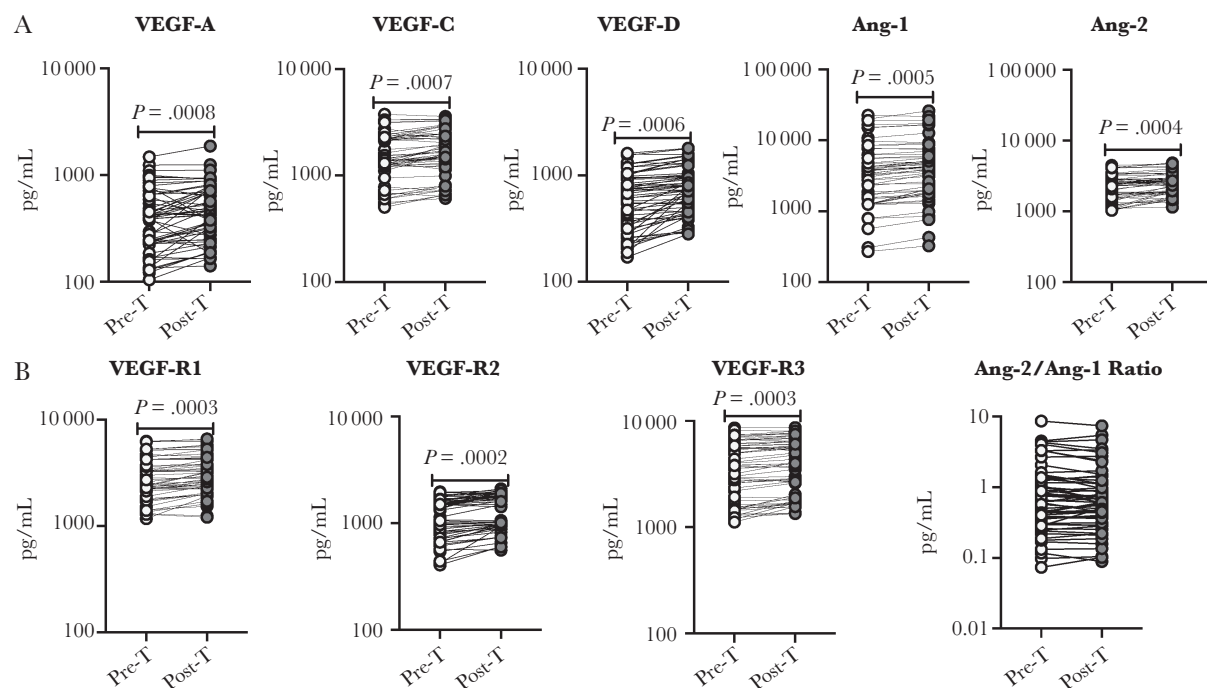 A
VEGF-A
VEGF-C
VEGF-D
Ang-1
Ang-2
10 000
1000
100
pg/mL
P = .0008
Pre-T
Post-T
10 000
1000
100
pg/mL
P = .0007
Pre-T
Post-T
10 000
1000
100
pg/mL
P = .0006
Pre-T
Post-T
1 00 000
10 000
1000
100
pg/mL
P = .0005
Pre-T
Post-T
1 00 000
10 000
1000
100
pg/mL
P = .0004
Pre-T
Post-T
B
VEGF-R1
VEGF-R2
VEGF-R3
Ang-2/Ang-1 Ratio
10 000
1000
100
pg/mL
P = .0003
Pre-T
Post-T
10 000
1000
100
pg/mL
P = .0002
Pre-T
Post-T
10 000
1000
100
pg/mL
P = .0003
Pre-T
Post-T
10
1
0.1
0.01
pg/mL
Pre-T
Post-T